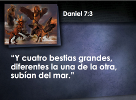 Daniel 7:3
“Y cuatro bestias grandes,
diferentes la una de la otra,
subían del mar.”